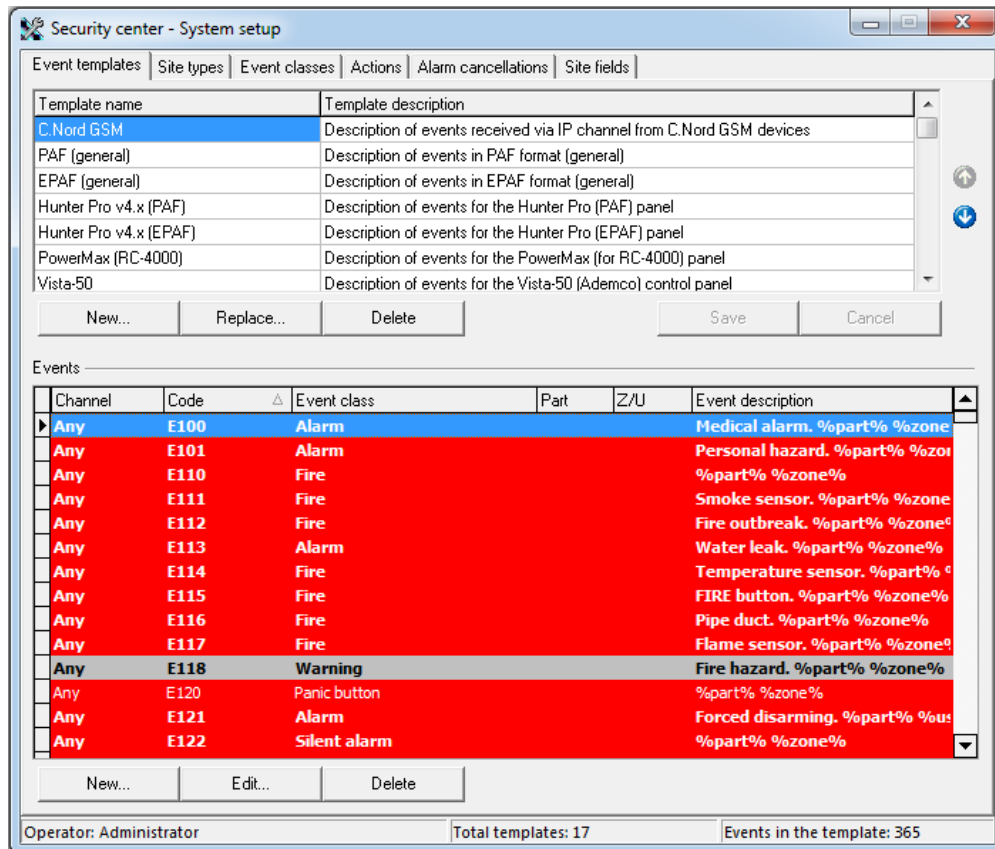 Security center - System setup
Event templates Site types Event classes Actions Alarm cancellations Site fields
Template name Template description
C.Nord GSM Description of events received via IP channel from C.Nord GSM devices
PAF (general) Description of events in PAF format (general)
EPAF (general) Description of events in EPAF format (general)
Hunter Pro v4.x (PAF) Description of events for the Hunter Pro (PAF) panel
Hunter Pro v4.x (EPAF) Description of events for the Hunter Pro (EPAF) panel
PowerMax (RC-4000) Description of events for the PowerMax (for RC-4000) panel
Vista-50 Description of events for the Vista-50 (Ademco) control panel
New... Replace... Delete Save Cancel
Events
Channel Code Event class Part Z/U Event description
Any E100 Alarm Medical alarm. %part% %zone
Any E101 Alarm Personal hazard. %part% %zo
Any E110 Fire %part% %zone%
Any E111 Fire Smoke sensor. %part% %zone
Any E112 Fire Fire outbreak. %part% %zone
Any E113 Alarm Water leak. %part% %zone%
Any E114 Fire Temperature sensor. %part%
Any E115 Fire FIRE button. %part% %zone%
Any E116 Fire Pipe duct. %part% %zone%
Any E117 Fire Flame sensor. %part% %zone
Any E118 Warning Fire hazard. %part% %zone%
Any E120 Panic button %part% %zone%
Any E121 Alarm Forced disarming. %part% %us
Any E122 Silent alarm %part% %zone%
New... Edit... Delete
Operator: Administrator Total templates: 17 Events in the template: 365